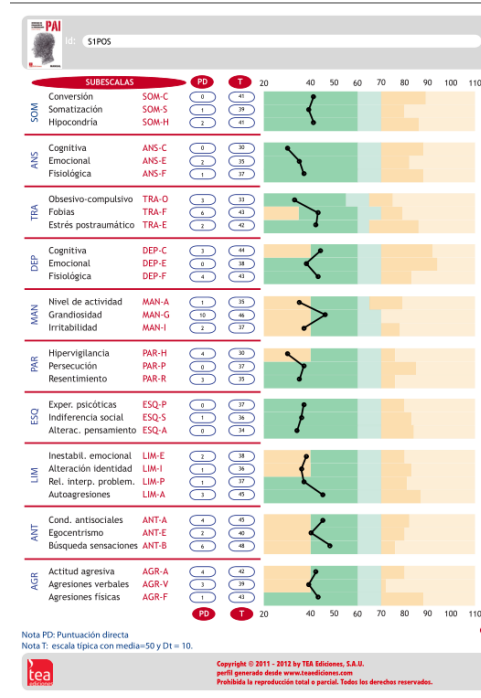 PAI
Id: S1POS
SUBESCALAS PD T 20 30 40 50 60 70 80 90 100 110
SOM
Conversión SOM-C 0 41
Somatización SOM-S 1 39
Hipocondría SOM-H 2 41
ANS
Cognitiva ANS-C 0 30
Emocional ANS-E 2 35
Fisiológica ANS-F 1 37
TRA
Obsesivo-compulsivo TRA-O 3 33
Fobias TRA-F 6 43
Estrés postraumático TRA-E 2 42
DEP
Cognitiva DEP-C 3 44
Emocional DEP-E 0 38
Fisiológica DEP-F 4 43
MAN
Nivel de actividad MAN-A 1 35
Grandiosidad MAN-G 10 46
Irritabilidad MAN-I 2 37
PAR
Hipervigilancia PAR-H 4 30
Persecución PAR-P 0 37
Resentimiento PAR-R 3 35
ESQ
Exper. psicóticas ESQ-P 0 37
Indiferencia social ESQ-S 1 36
Alterac. pensamiento ESQ-A 0 34
LIM
Inestabil. emocional LIM-E 2 38
Alteración identidad LIM-I 1 36
Rel. interp. problem. LIM-P 1 37
Autoagresiones LIM-A 3 45
ANT
Cond. antisociales ANT-A 4 45
Egocentrismo ANT-E 2 40
Búsqueda sensaciones ANT-B 6 48
AGR
Actitud agresiva AGR-A 4 42
Agresiones verbales AGR-V 3 39
Agresiones físicas AGR-F 1 43
PD T 20 30 40 50 60 70 80 90 100 110
Nota PD: Puntuación directa
Nota T: escala típica con media=50 y Dt = 10.
tea
ediciones
Copyright © 2011 - 2012 by TEA Ediciones, S.A.U.
perfil generado desde www.teaediciones.com
Prohibida la reproducción total o parcial. Todos los derechos reservados.